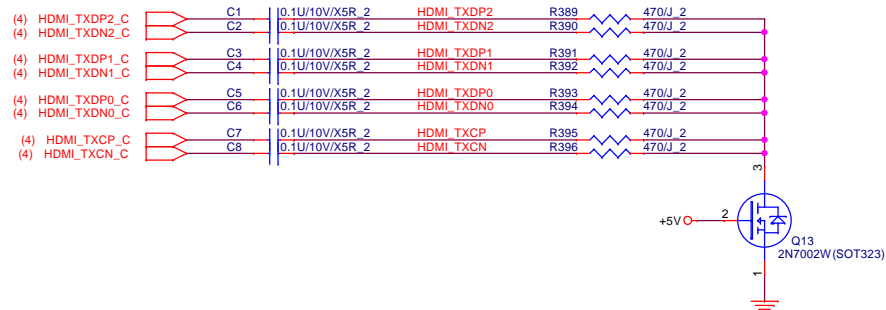 (4) HDMI_TXDP2_C C1 0.1U/10V/X5R_2 HDMI_TXDP2 R389 470/J_2
(4) HDMI_TXDN2_C C2 0.1U/10V/X5R_2 HDMI_TXDN2 R390 470/J_2
(4) HDMI_TXDP1_C C3 0.1U/10V/X5R_2 HDMI_TXDP1 R391 470/J_2
(4) HDMI_TXDN1_C C4 0.1U/10V/X5R_2 HDMI_TXDN1 R392 470/J_2
(4) HDMI_TXDP0_C C5 0.1U/10V/X5R_2 HDMI_TXDP0 R393 470/J_2
(4) HDMI_TXDN0_C C6 0.1U/10V/X5R_2 HDMI_TXDN0 R394 470/J_2
(4) HDMI_TXCP_C C7 0.1U/10V/X5R_2 HDMI_TXCP R395 470/J_2
(4) HDMI_TXCN_C C8 0.1U/10V/X5R_2 HDMI_TXCN R396 470/J_2
3
+5V 2
Q13
2N7002W(SOT323)
1